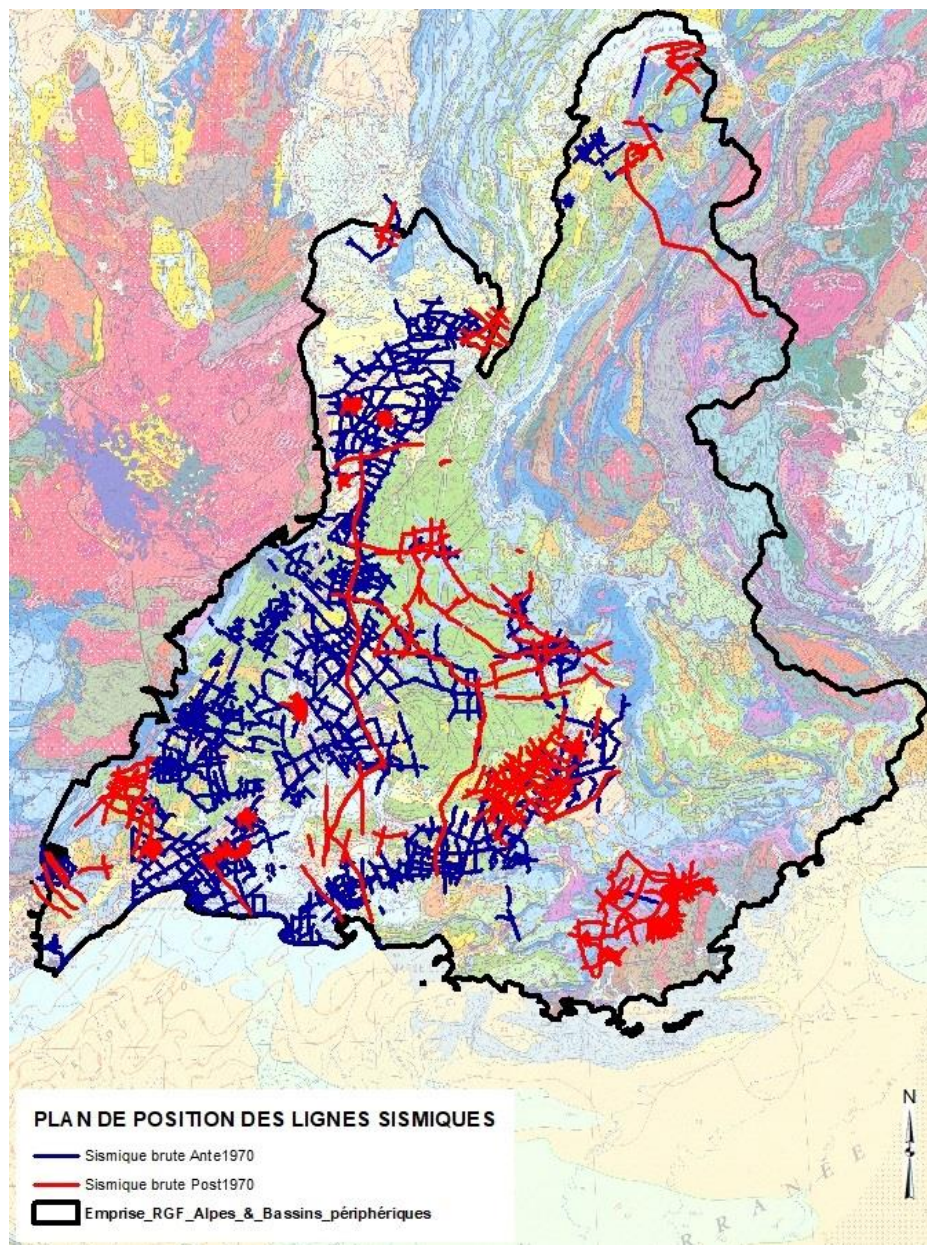 N
PLAN DE POSITION DES LIGNES SISMIQUES
Sismique brute Ante1970
Sismique brute Post1970
Emprise_RGF_Alpes_&_Bassins_périphériques
R R A N É E